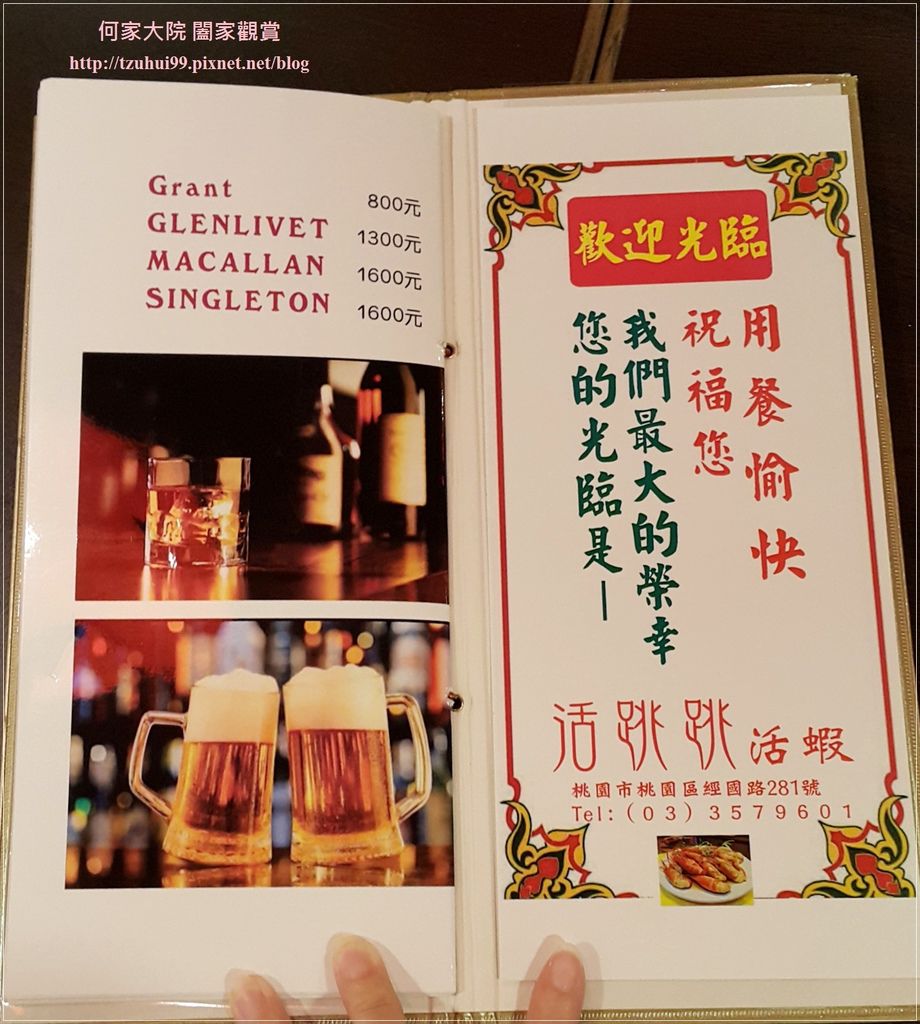 何家大院 闔家觀賞
http://tzuhui99.pixnet.net/blog
Grant 800元
GLENLIVET 1300元
MACALLAN 1600元
SINGLETON 1600元
歡迎光臨
用餐愉快
祝福您
我們最大的榮幸
您的光臨是—
活跳跳活蝦
桃園市桃園區經國路281號
Tel:(03)3579601